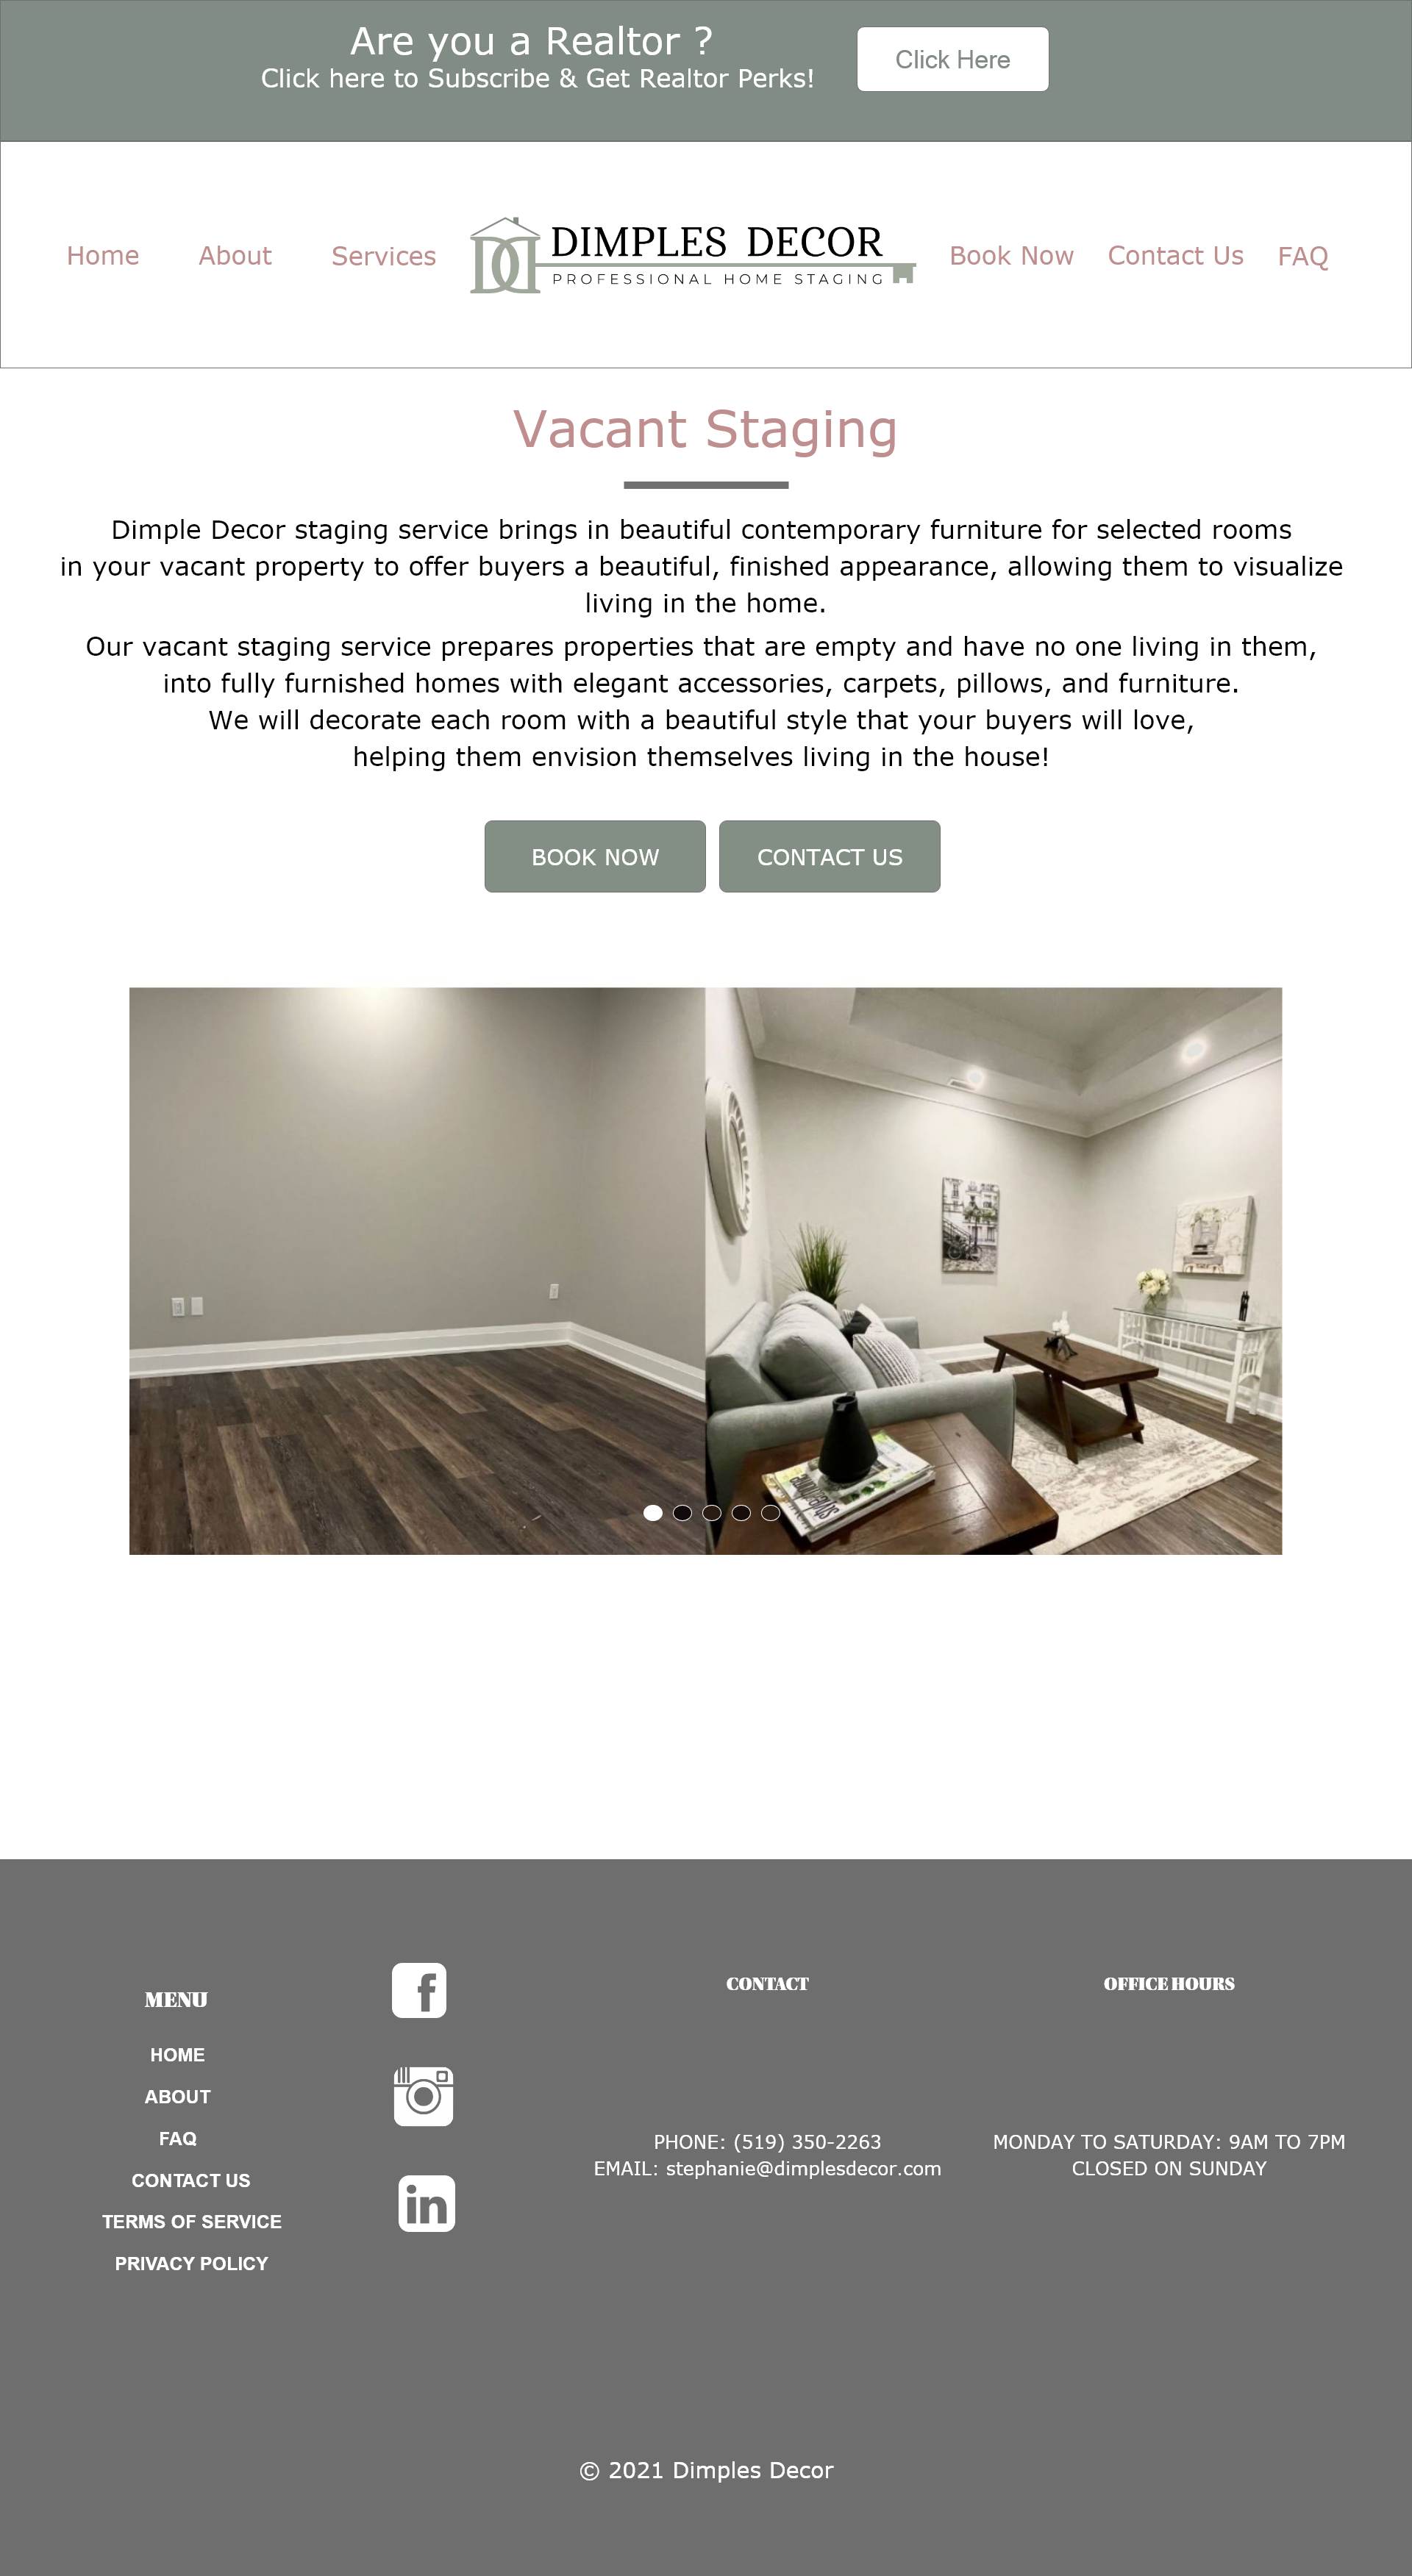 Are you a Realtor ?
Click here to Subscribe & Get Realtor Perks!
Click Here
Home
About
Services
DIMPLES DECOR
PROFESSIONAL HOME STAGING
Book Now
Contact Us
FAQ
Vacant Staging
Dimple Decor staging service brings in beautiful contemporary furniture for selected rooms
in your vacant property to offer buyers a beautiful, finished appearance, allowing them to visualize
living in the home.
Our vacant staging service prepares properties that are empty and have no one living in them,
into fully furnished homes with elegant accessories, carpets, pillows, and furniture.
We will decorate each room with a beautiful style that your buyers will love,
helping them envision themselves living in the house!
BOOK NOW
CONTACT US
MENU
HOME
ABOUT
FAQ
CONTACT US
TERMS OF SERVICE
PRIVACY POLICY
CONTACT
PHONE: (519) 350-2263
EMAIL: stephanie@dimplesdecor.com
OFFICE HOURS
MONDAY TO SATURDAY: 9AM TO 7PM
CLOSED ON SUNDAY
© 2021 Dimples Decor